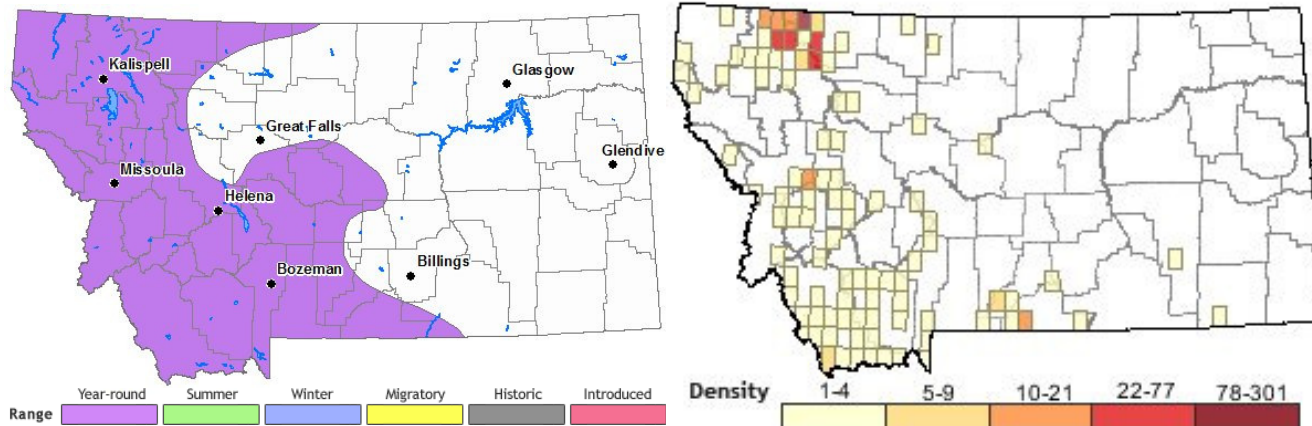 Kalispell
Glasgow
Great Falls
Glendive
Missoula
Helena
Bozeman
Billings
Year-round Summer Winter Migratory Historic Introduced
Range
Density 1-4 5-9 10-21 22-77 78-301